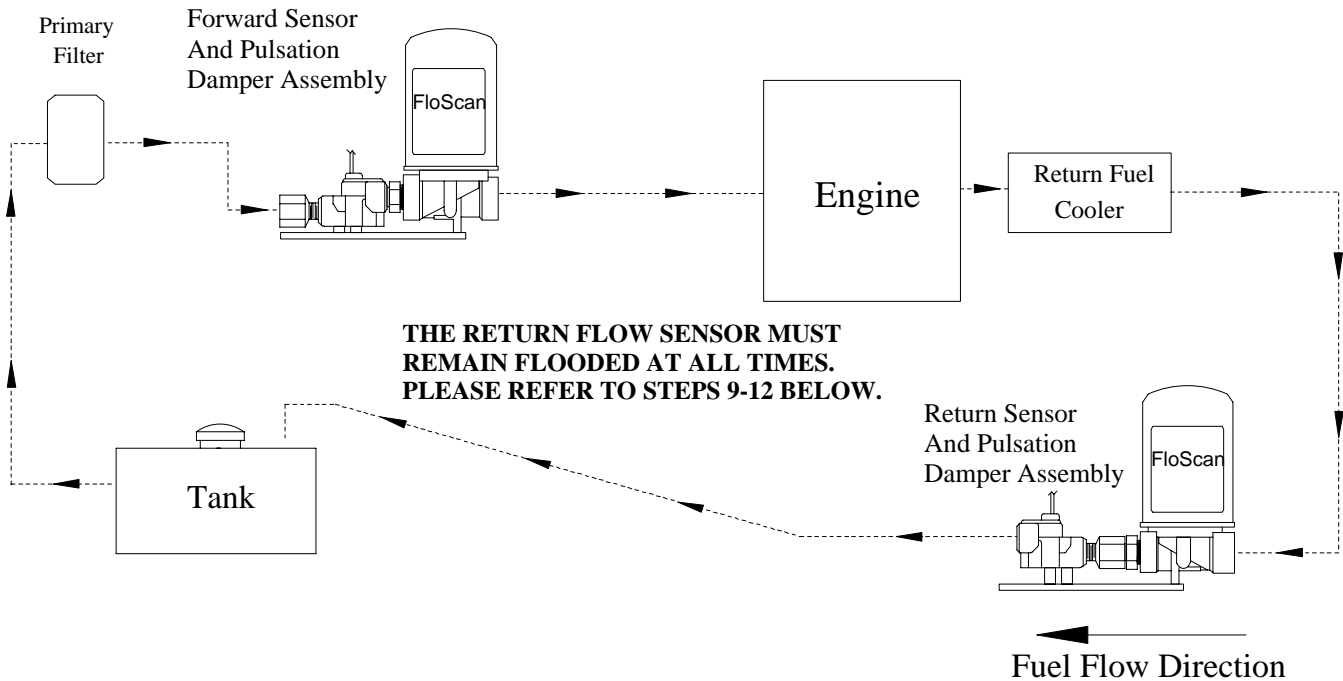 Primary
Filter
Forward Sensor
And Pulsation
Damper Assembly
FloScan
Engine
Return Fuel
Cooler
THE RETURN FLOW SENSOR MUST
REMAIN FLOODED AT ALL TIMES.
PLEASE REFER TO STEPS 9-12 BELOW.
Tank
Return Sensor
And Pulsation
Damper Assembly
FloScan
Fuel Flow Direction